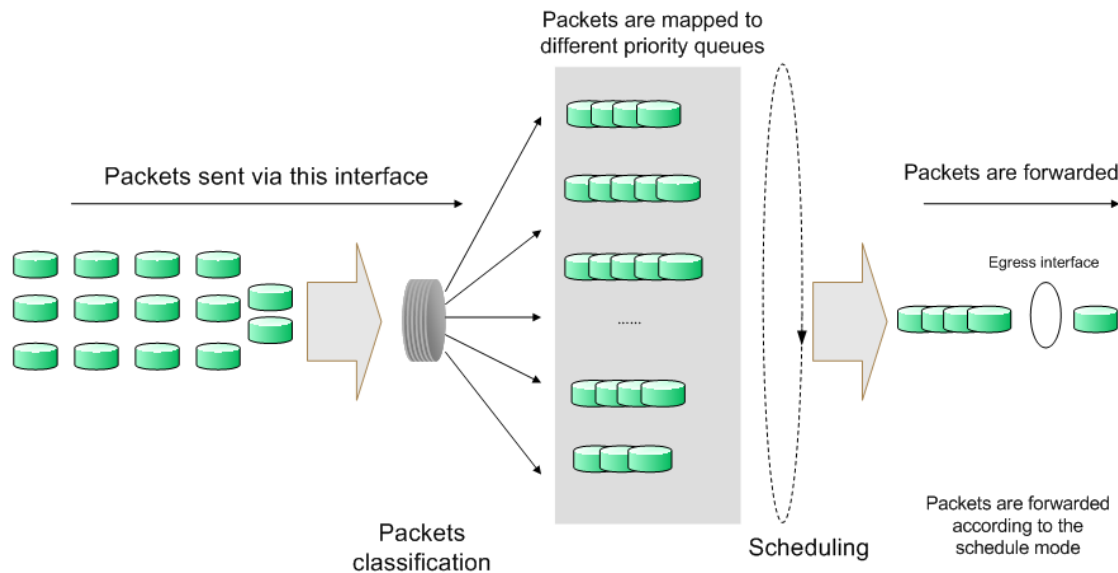 Packets are mapped to
different priority queues
Packets sent via this interface
Packets are forwarded
Egress interface
......
Packets
classification
Scheduling
Packets are forwarded
according to the
schedule mode